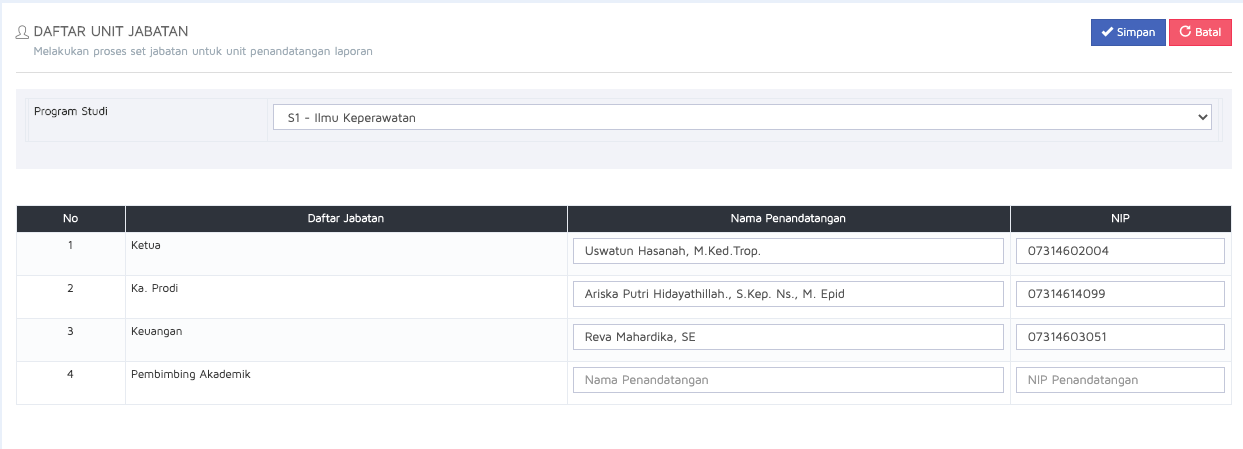 DAFTAR UNIT JABATAN
Melakukan proses set jabatan untuk unit penandatangan laporan
Simpan Batal
Program Studi S1 - Ilmu Keperawatan
No Daftar Jabatan Nama Penandatangan NIP
1 Ketua Uswatun Hasanah, M.Ked.Trop. 07314602004
2 Ka. Prodi Ariska Putri Hidayathillah., S.Kep. Ns., M. Epid 07314614099
3 Keuangan Reva Mahardika, SE 07314603051
4 Pembimbing Akademik Nama Penandatangan NIP Penandatangan